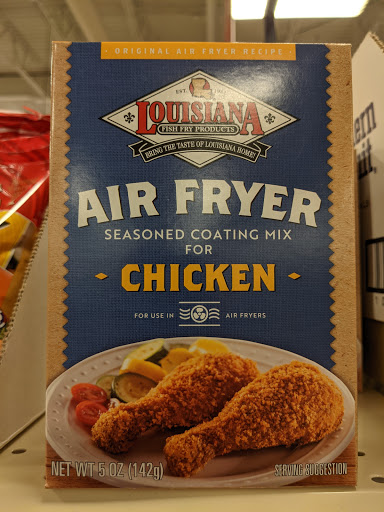 · ORIGINAL AIR FRYER RECIPE ·
EST.
LOUISIANA
FISH FRY PRODUCTS
BRING THE TASTE OF LOUISIANA HOME!
AIR FRYER
SEASONED COATING MIX
FOR
· CHICKEN ·
FOR USE IN AIR FRYERS
NET WT 5 OZ (142g)
SERVING SUGGESTION